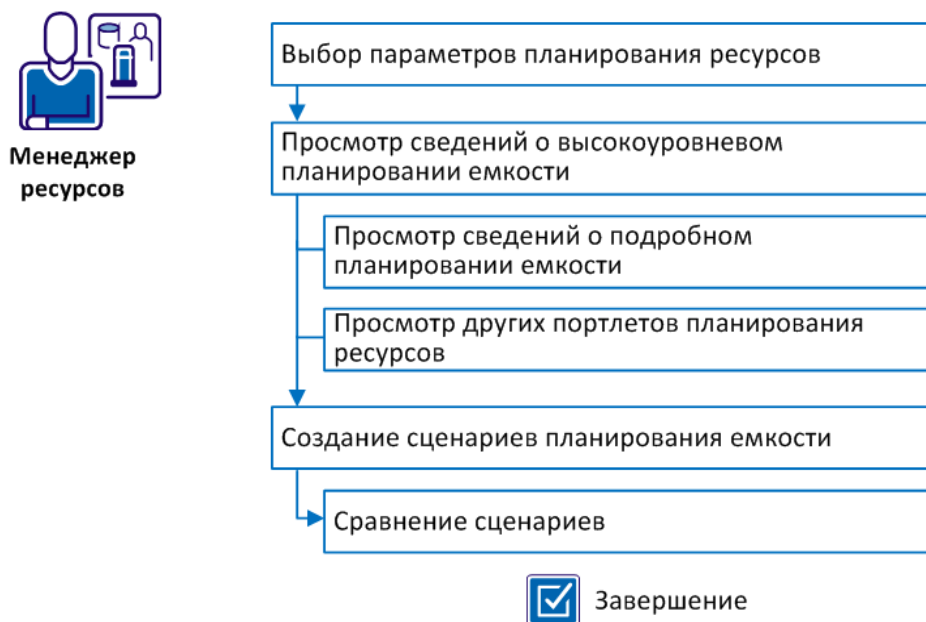 Менеджер
ресурсов
Выбор параметров планирования ресурсов
Просмотр сведений о высокоуровневом
планировании емкости
Просмотр сведений о подробном
планировании емкости
Просмотр других портлетов планирования
ресурсов
Создание сценариев планирования емкости
Сравнение сценариев
Завершение